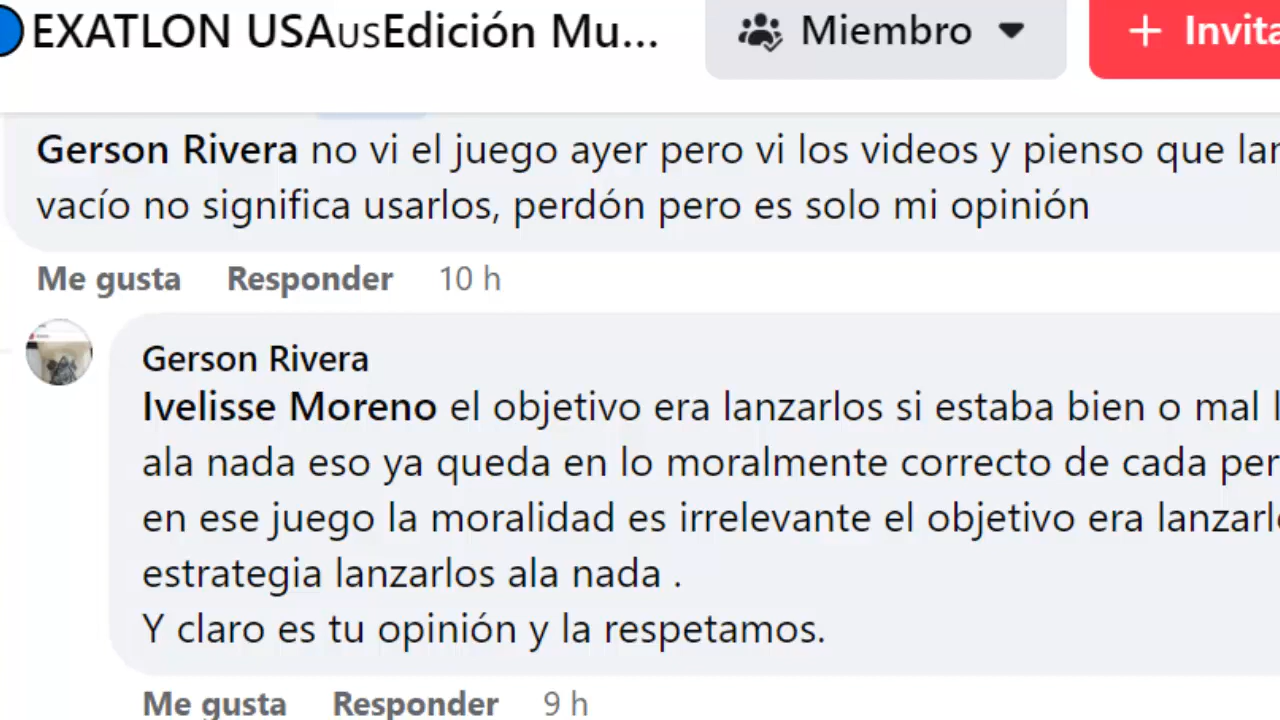 EXATLON USAusEdición Mu...
Miembro
+ Invita
Gerson Rivera no vi el juego ayer pero vi los videos y pienso que
vacío no significa usarlos, perdón pero es solo mi opinión
Me gusta Responder 10 h
Gerson Rivera
Ivelisse Moreno el objetivo era lanzarlos si estaba bien o mal
ala nada eso ya queda en lo moralmente correcto de cada
en ese juego la moralidad es irrelevante el objetivo era
estrategia lanzarlos ala nada .
Y claro es tu opinión y la respetamos.
Me gusta Responder 9 h